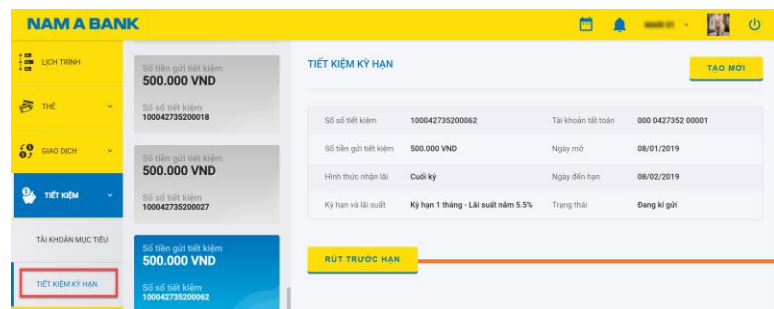 NAM A BANK
LỊCH TRÌNH
THẺ
GIAO DỊCH
TIẾT KIỆM
TÀI KHOẢN MỤC TIÊU
TIẾT KIỆM KỲ HẠN
Số tiền gửi tiết kiệm
500.000 VND
Số sổ tiết kiệm
100042735200018
Số tiền gửi tiết kiệm
500.000 VND
Số sổ tiết kiệm
100042735200027
Số tiền gửi tiết kiệm
500.000 VND
Số sổ tiết kiệm
100042735200062
TIẾT KIỆM KỲ HẠN
TẠO MỚI
Số sổ tiết kiệm 100042735200062 Tài khoản tất toán 000 0427352 00001
Số tiền gửi tiết kiệm 500.000 VND Ngày mở 08/01/2019
Hình thức nhận lãi Cuối kỳ Ngày đến hạn 08/02/2019
Kỳ hạn và lãi suất Kỳ hạn 1 tháng - Lãi suất năm 5.5% Trạng thái Đang kí gửi
RÚT TRƯỚC HẠN